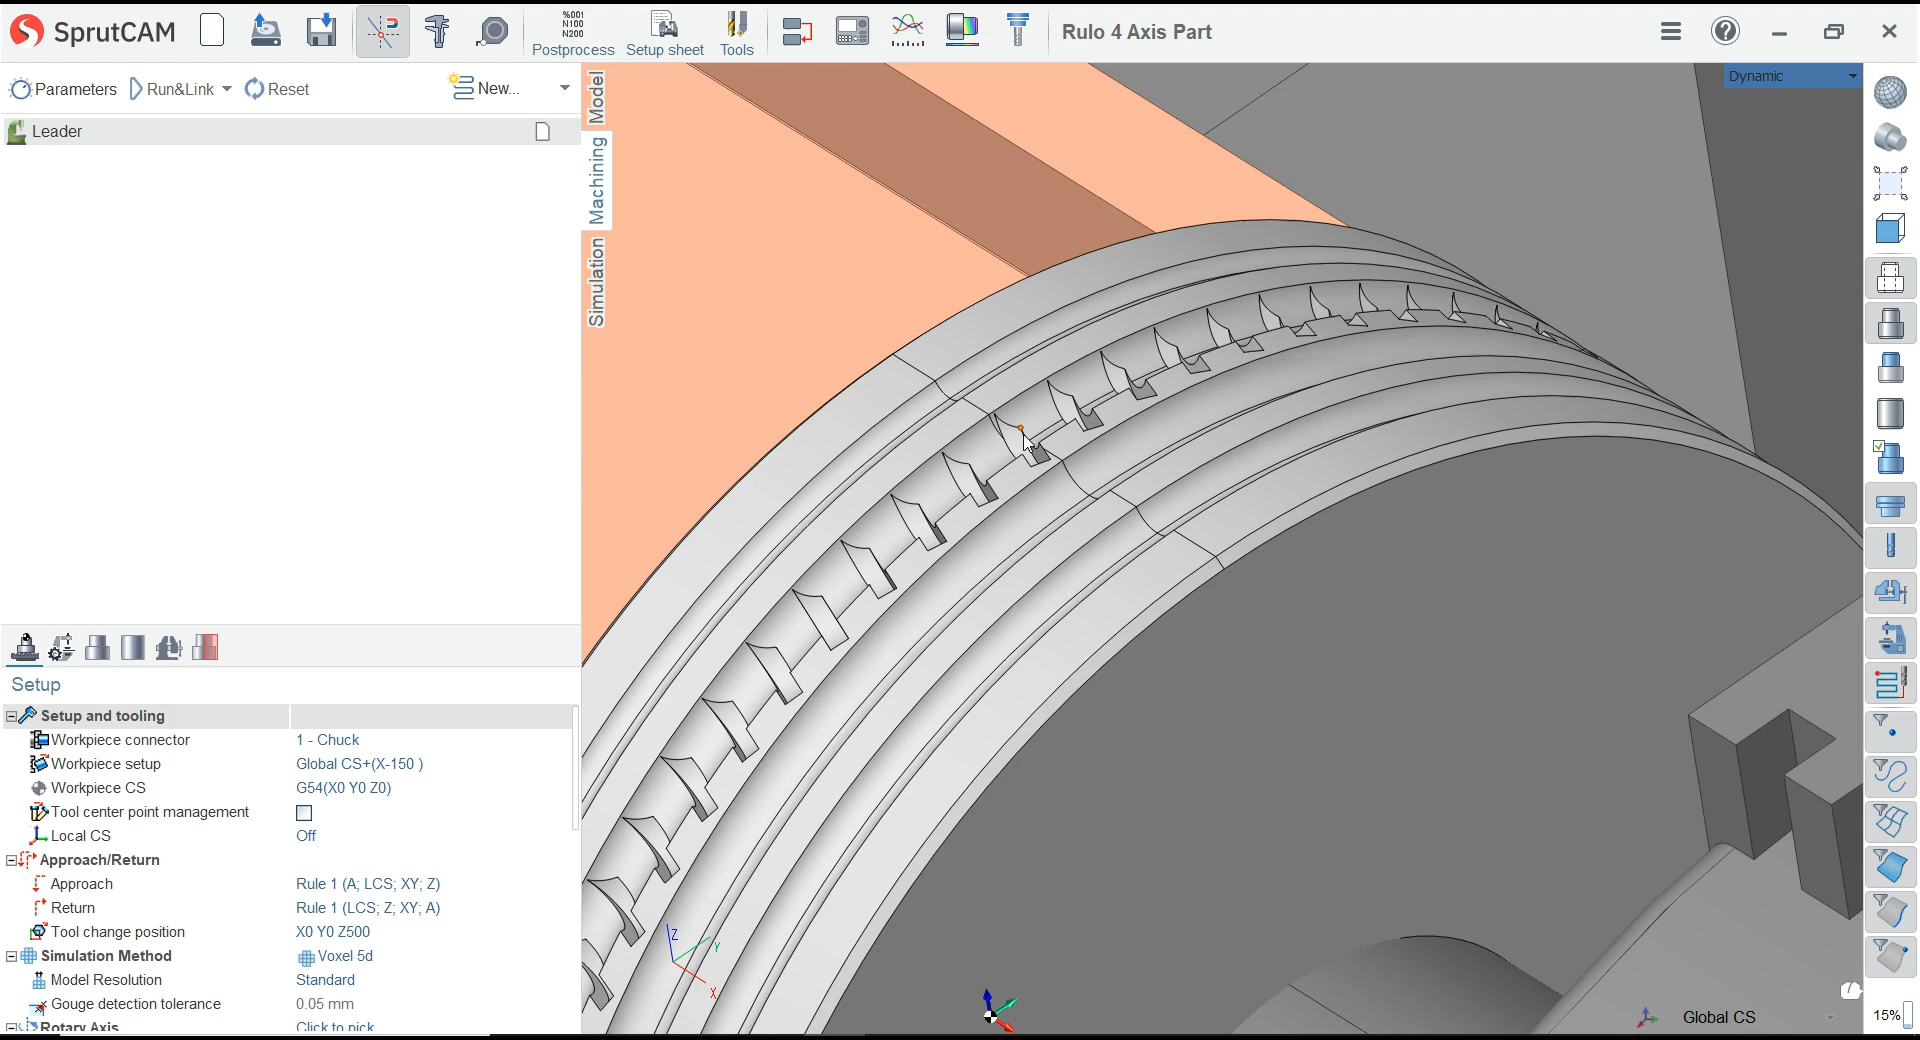 SprutCAM
%001
N100
N200
Postprocess
Setup sheet
Tools
Rulo 4 Axis Part
Parameters
Run&Link
Reset
New...
Leader
Model
Machining
Simulation
Dynamic
Setup
Setup and tooling
Workpiece connector 1 - Chuck
Workpiece setup Global CS+(X-150 )
Workpiece CS G54(X0 Y0 Z0)
Tool center point management
Local CS Off
Approach/Return
Approach Rule 1 (A; LCS; XY; Z)
Return Rule 1 (LCS; Z; XY; A)
Tool change position X0 Y0 Z500
Simulation Method Voxel 5d
Model Resolution Standard
Gouge detection tolerance 0.05 mm
Rotary Axis Click to pick
Z
Y
X
Global CS
15%